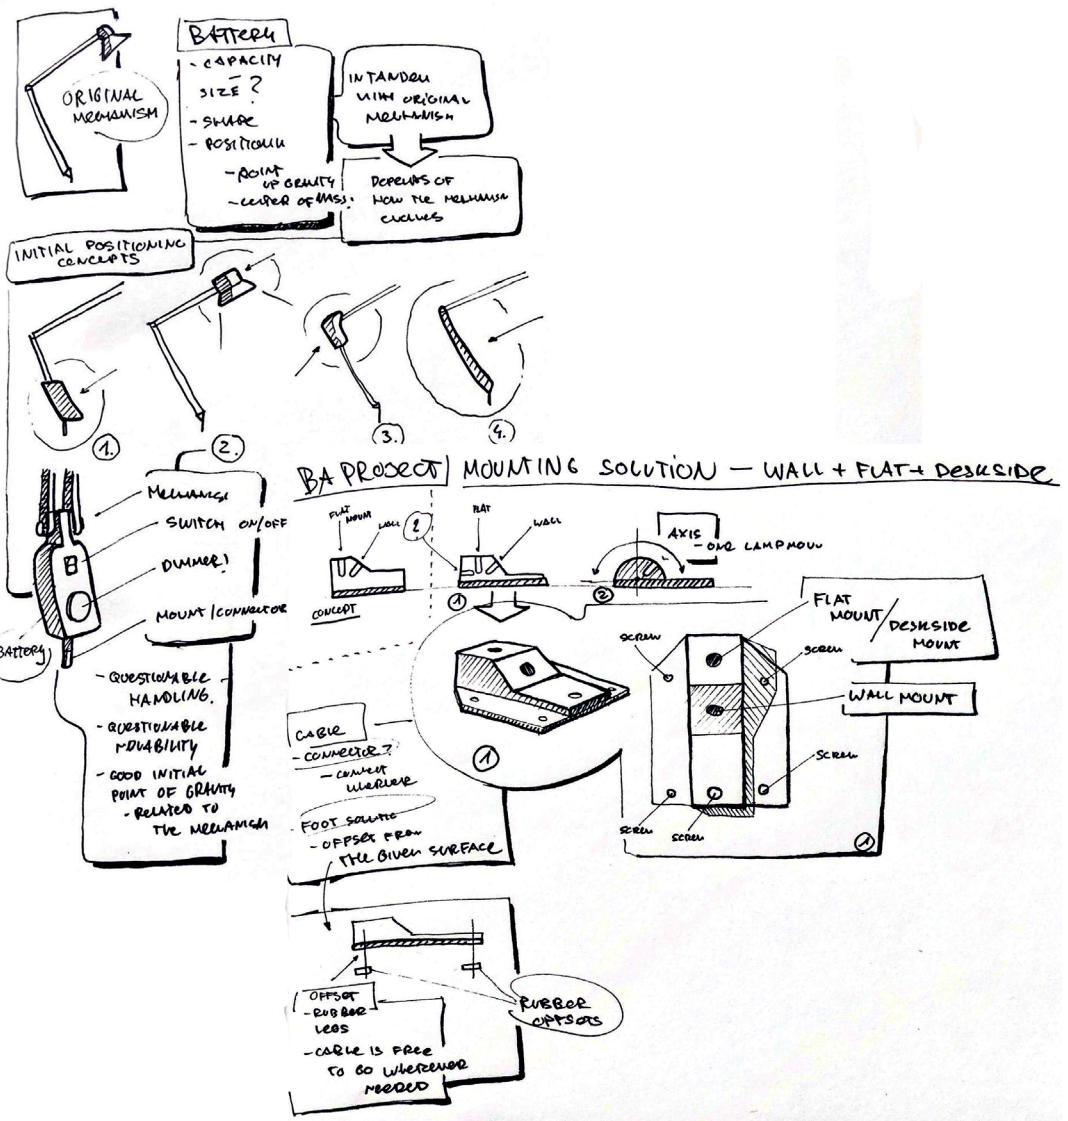 ORIGINAL
MECHANISM
BATTERY
- CAPACITY
SIZE?
- SHAPE
- POSITION
- POINT
OF GRAVITY
- CENTER OF MASS?
IN TANDEM
WITH ORIGINAL
MECHANISM
DEPENDS OF
HOW THE MECHANISM
EVOLVES
INITIAL POSITIONING
CONCEPTS
1.
2.
3.
4.
MECHANISM
SWITCH ON/OFF
DIMMER!
MOUNT/CONNECTOR
BATTERY
- QUESTIONABLE
HANDLING.
- QUESTIONABLE
MOVABILITY
- GOOD INITIAL
POINT OF GRAVITY
- RELATED TO
THE MECHANISM
BA PROJECT | MOUNTING SOLUTION — WALL + FLAT + DESKSIDE
FLAT
MOUNT
WALL
CONCEPT
?
FLAT
WALL
1
2
AXIS
- ONE LAMP MOUN
1
FLAT
MOUNT/
DESKSIDE
MOUNT
WALL MOUNT
SCREW
SCREW
SCREW
SCREW
SCREW
1
CABLE
- CONNECTOR?
- CONNECT
WHEREVER
FOOT SOLUTIO
- OFFSET FROM
THE GIVEN SURFACE
OFFSET
- RUBBER
LEGS
- CABLE IS FREE
TO GO WHEREVER
NEEDED
RUBBER
OFFSETS